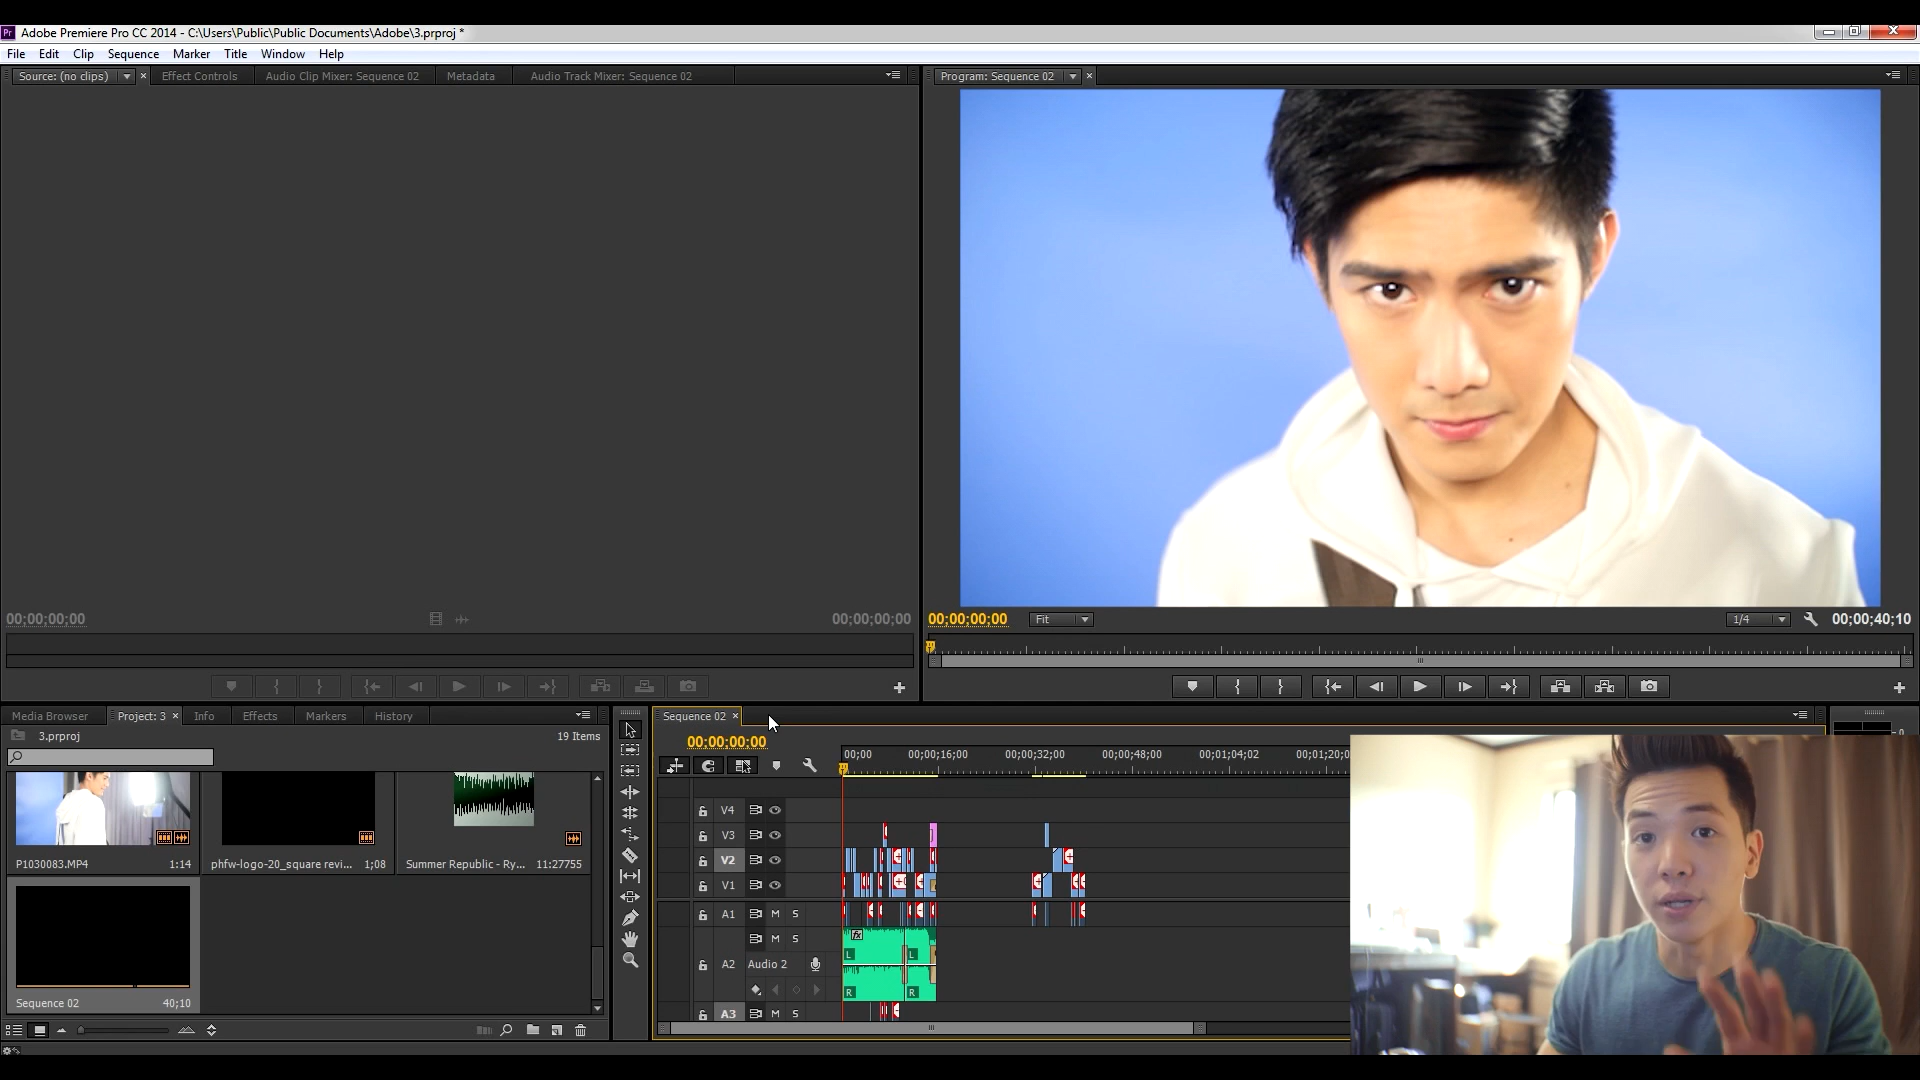 Pr Adobe Premiere Pro CC 2014 - C:\Users\Public\Public Documents\Adobe\3.prproj *
File Edit Clip Sequence Marker Title Window Help
Source: (no clips) Effect Controls Audio Clip Mixer: Sequence 02 Metadata Audio Track Mixer: Sequence 02
Program: Sequence 02
00;00;00;00 00;00;00;00
00;00;00;00 Fit 1/4 00;00;40;10
Media Browser Project: 3 Info Effects Markers History
3.prproj 19 Items
P1030083.MP4 1:14
phfw-logo-20_square revi... 1;08
Summer Republic - Ry... 11:27755
Sequence 02 40;10
Sequence 02
00;00;00;00
00;00 00;00;16;00 00;00;32;00 00;00;48;00 00;01;04;02 00;01;20;0
V4
V3
V2
V1
A1 M S
M S
A2 Audio 2
A3 M S
fx
L L
R R